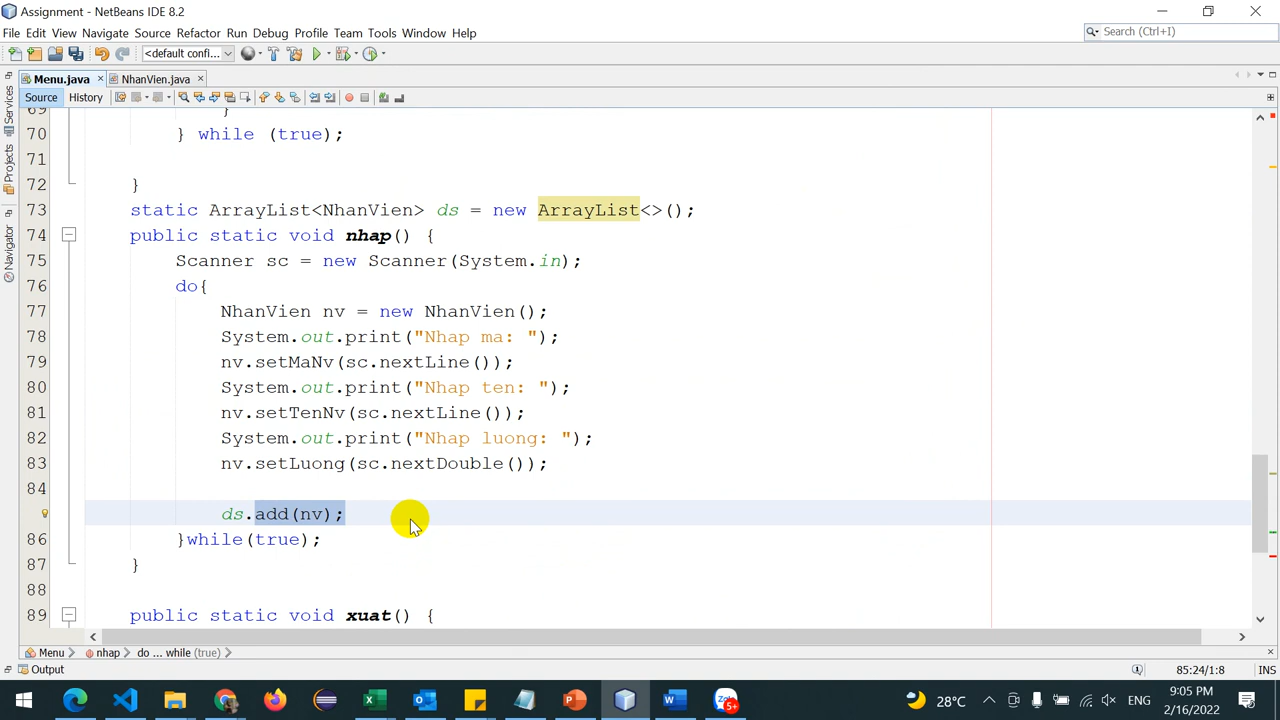 Assignment - NetBeans IDE 8.2
File Edit View Navigate Source Refactor Run Debug Profile Team Tools Window Help
Search (Ctrl+I)
<default confi...
Menu.java NhanVien.java
Source History
Services
Projects
Navigator
69 }
70 } while (true);
71
72 }
73 static ArrayList<NhanVien> ds = new ArrayList<>();
74 public static void nhap() {
75 Scanner sc = new Scanner(System.in);
76 do{
77 NhanVien nv = new NhanVien();
78 System.out.print("Nhap ma: ");
79 nv.setMaNv(sc.nextLine());
80 System.out.print("Nhap ten: ");
81 nv.setTenNv(sc.nextLine());
82 System.out.print("Nhap luong: ");
83 nv.setLuong(sc.nextDouble());
84
ds.add(nv);
86 }while(true);
87 }
88
89 public static void xuat() {
Menu nhap do ... while (true)
Output
85:24/1:8 INS
5+
28°C ENG
9:05 PM
2/16/2022